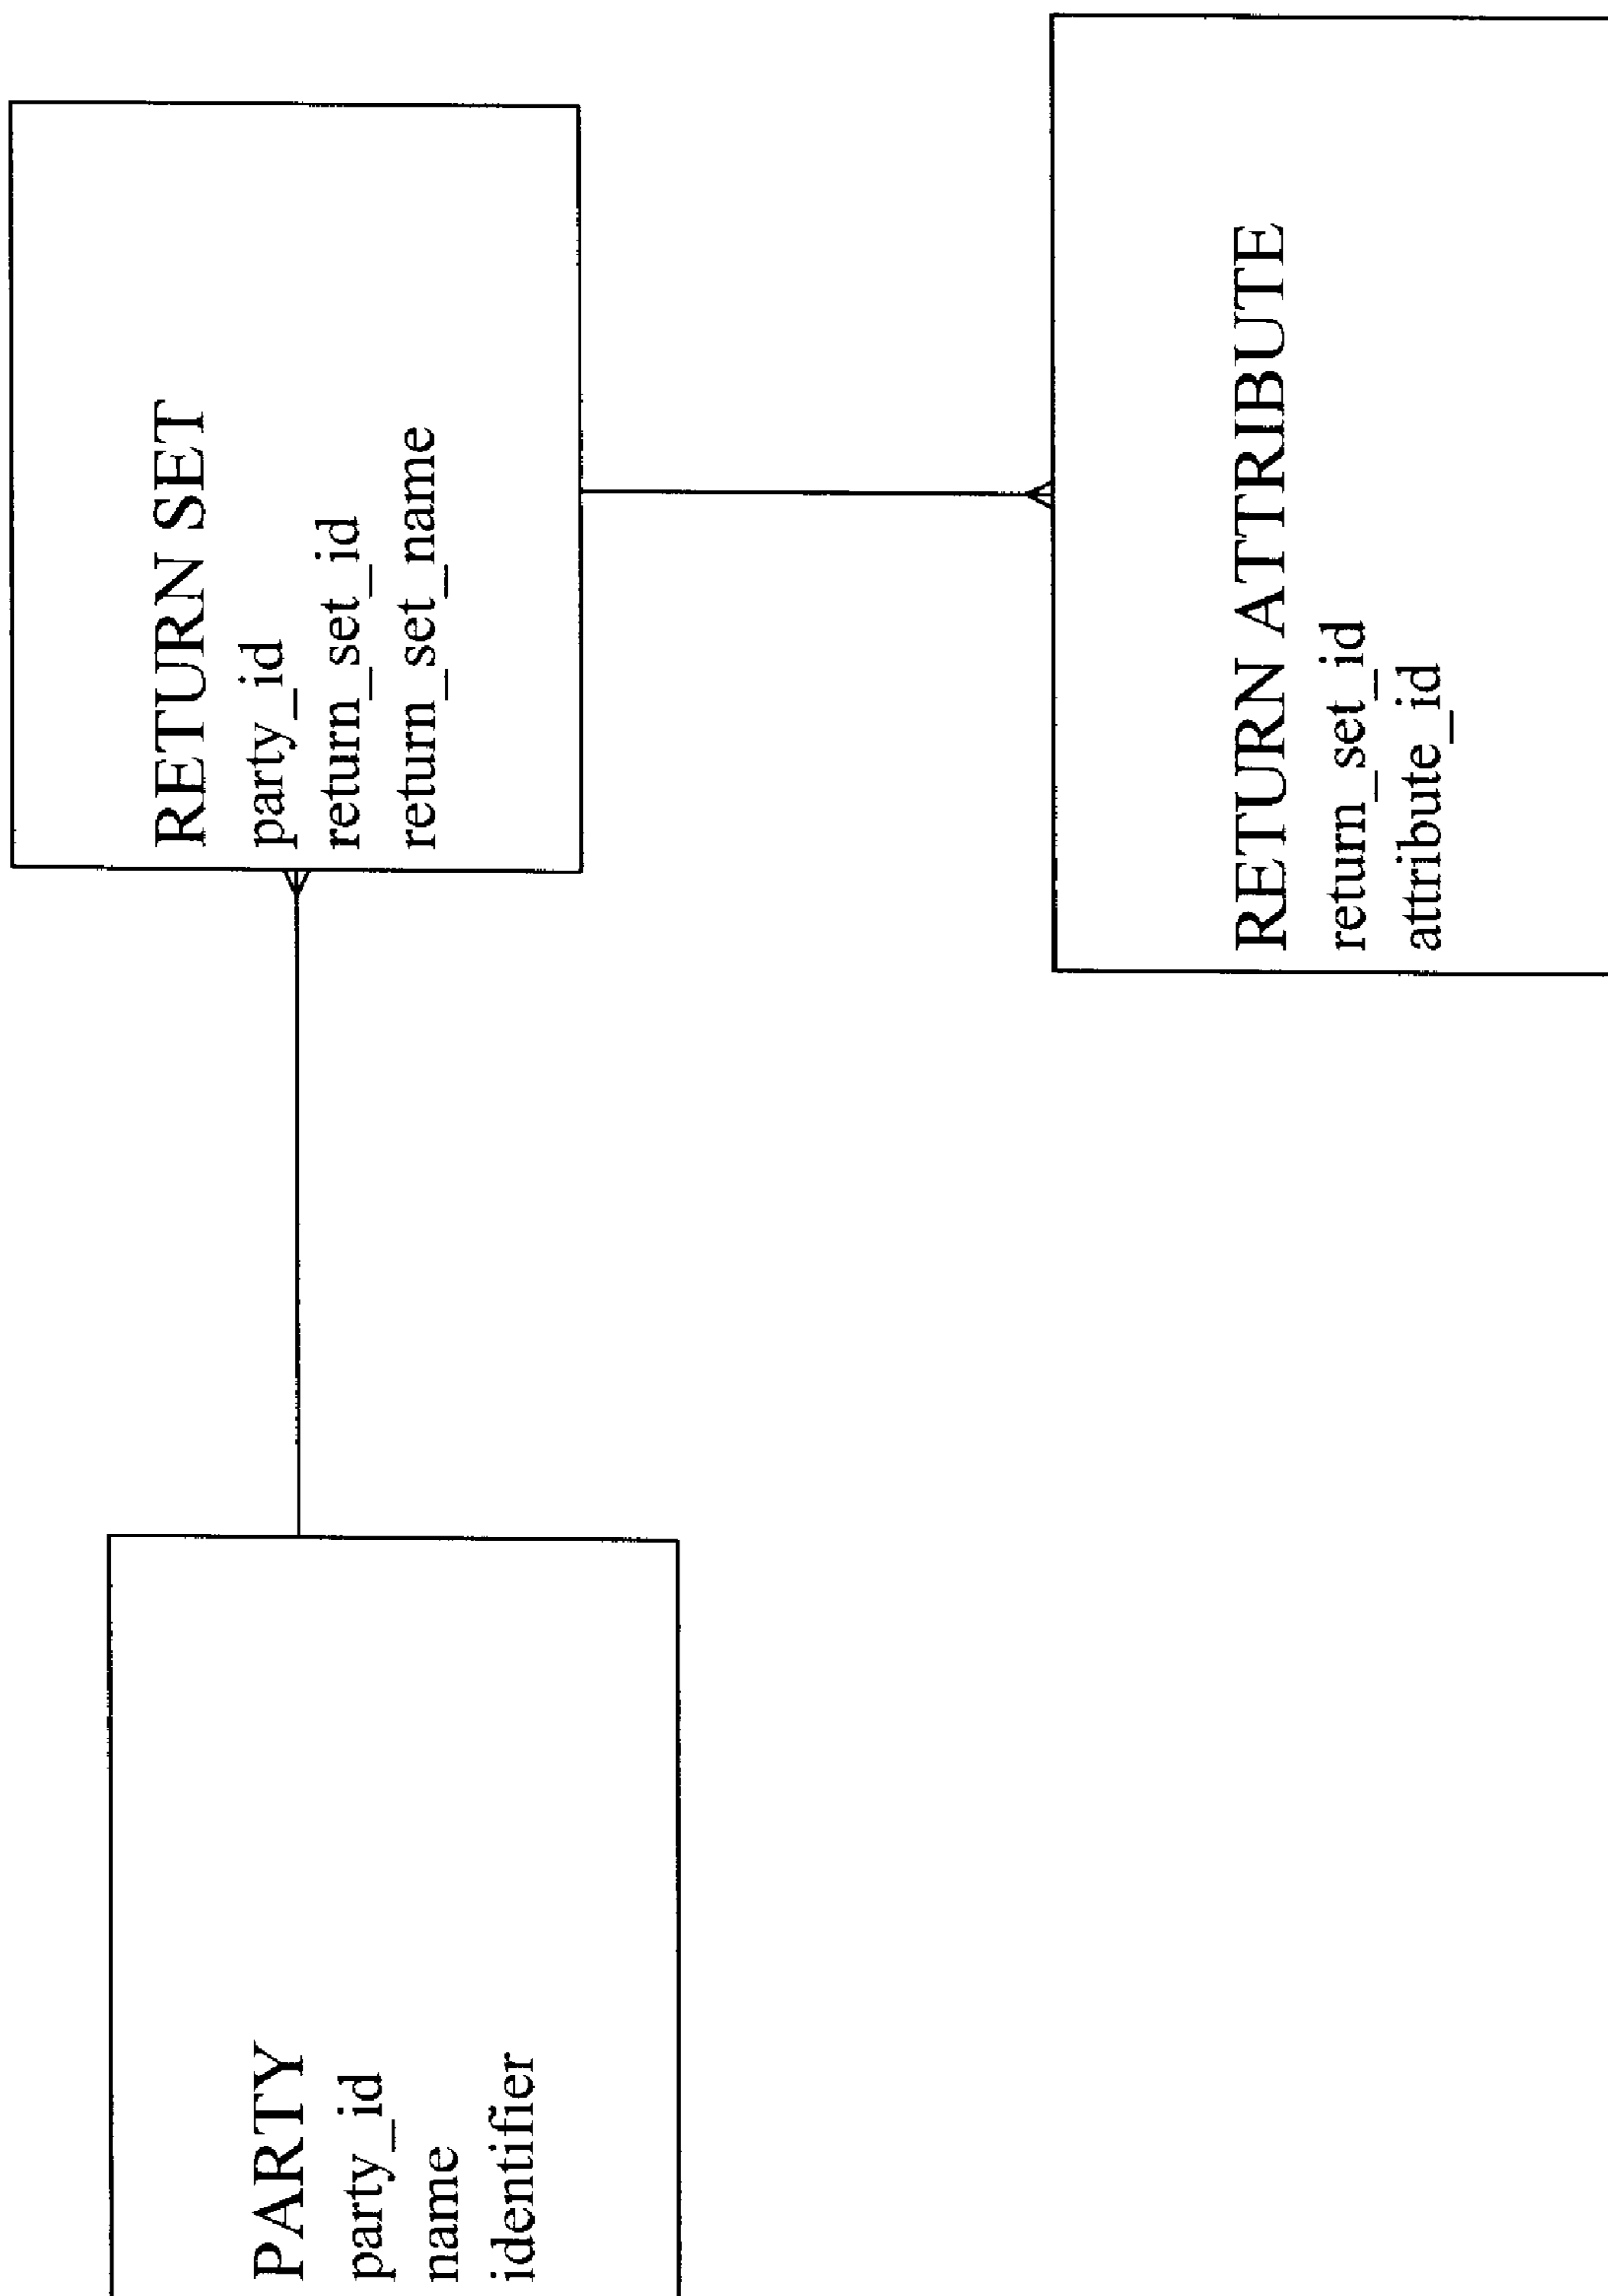 PARTY
party_id
name
identifier
RETURN SET
party_id
return_set_id
return_set_name
RETURN ATTRIBUTE
return_set_id
attribute_id